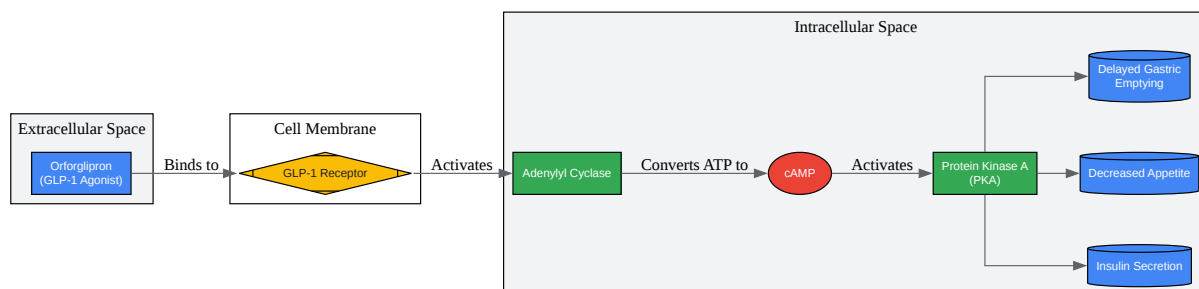 Intracellular Space
Delayed Gastric
Emptying
Extracellular Space
Cell Membrane
Orforglipron
(GLP-1 Agonist)
Binds to
GLP-1 Receptor
Activates
Adenylyl Cyclase
Converts ATP to
cAMP
Activates
Protein Kinase A
(PKA)
Decreased Appetite
Insulin Secretion